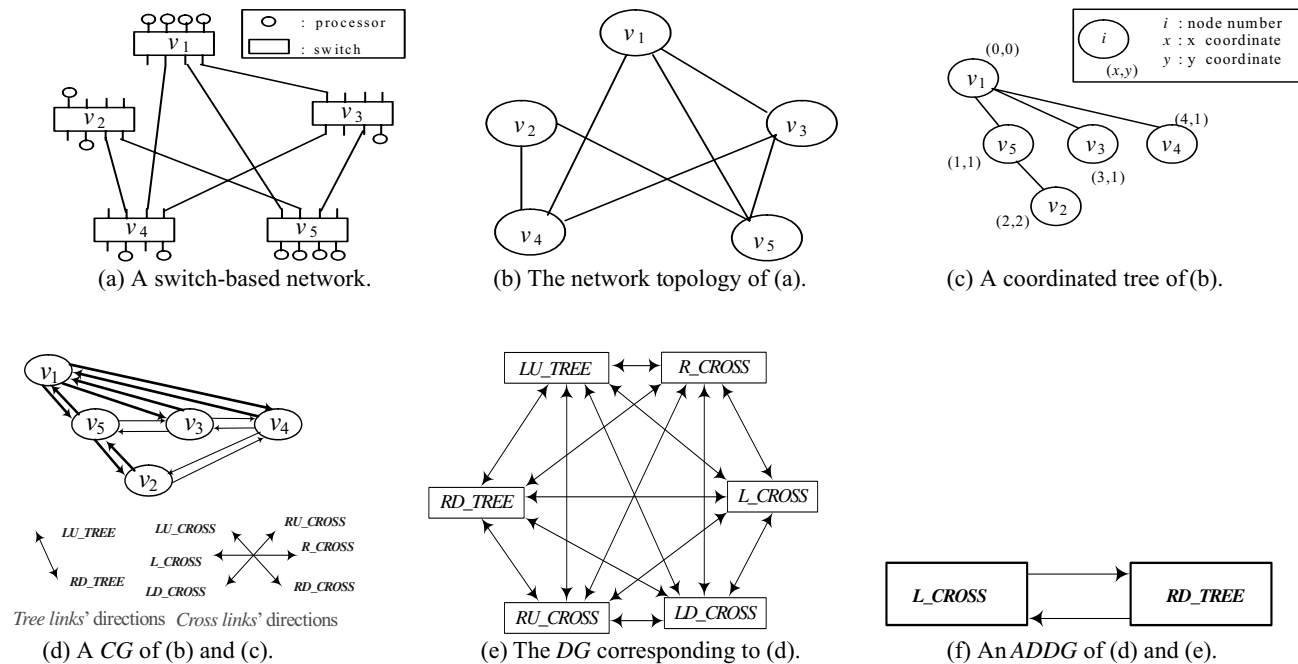 : processor
: switch
v1
v2
v3
v4
v5
(a) A switch-based network.
v1
v2
v3
v4
v5
(b) The network topology of (a).
i
(x,y)
i : node number
x : x coordinate
y : y coordinate
(0,0)
v1
(4,1)
v5
v3
v4
(1,1)
(3,1)
v2
(2,2)
(c) A coordinated tree of (b).
v1
v5
v3
v4
v2
LU_TREE
RD_TREE
LU_CROSS
RU_CROSS
L_CROSS
R_CROSS
LD_CROSS
RD_CROSS
Tree links' directions
Cross links' directions
(d) A CG of (b) and (c).
LU_TREE
R_CROSS
RD_TREE
L_CROSS
RU_CROSS
LD_CROSS
(e) The DG corresponding to (d).
L_CROSS
RD_TREE
(f) An ADDG of (d) and (e).